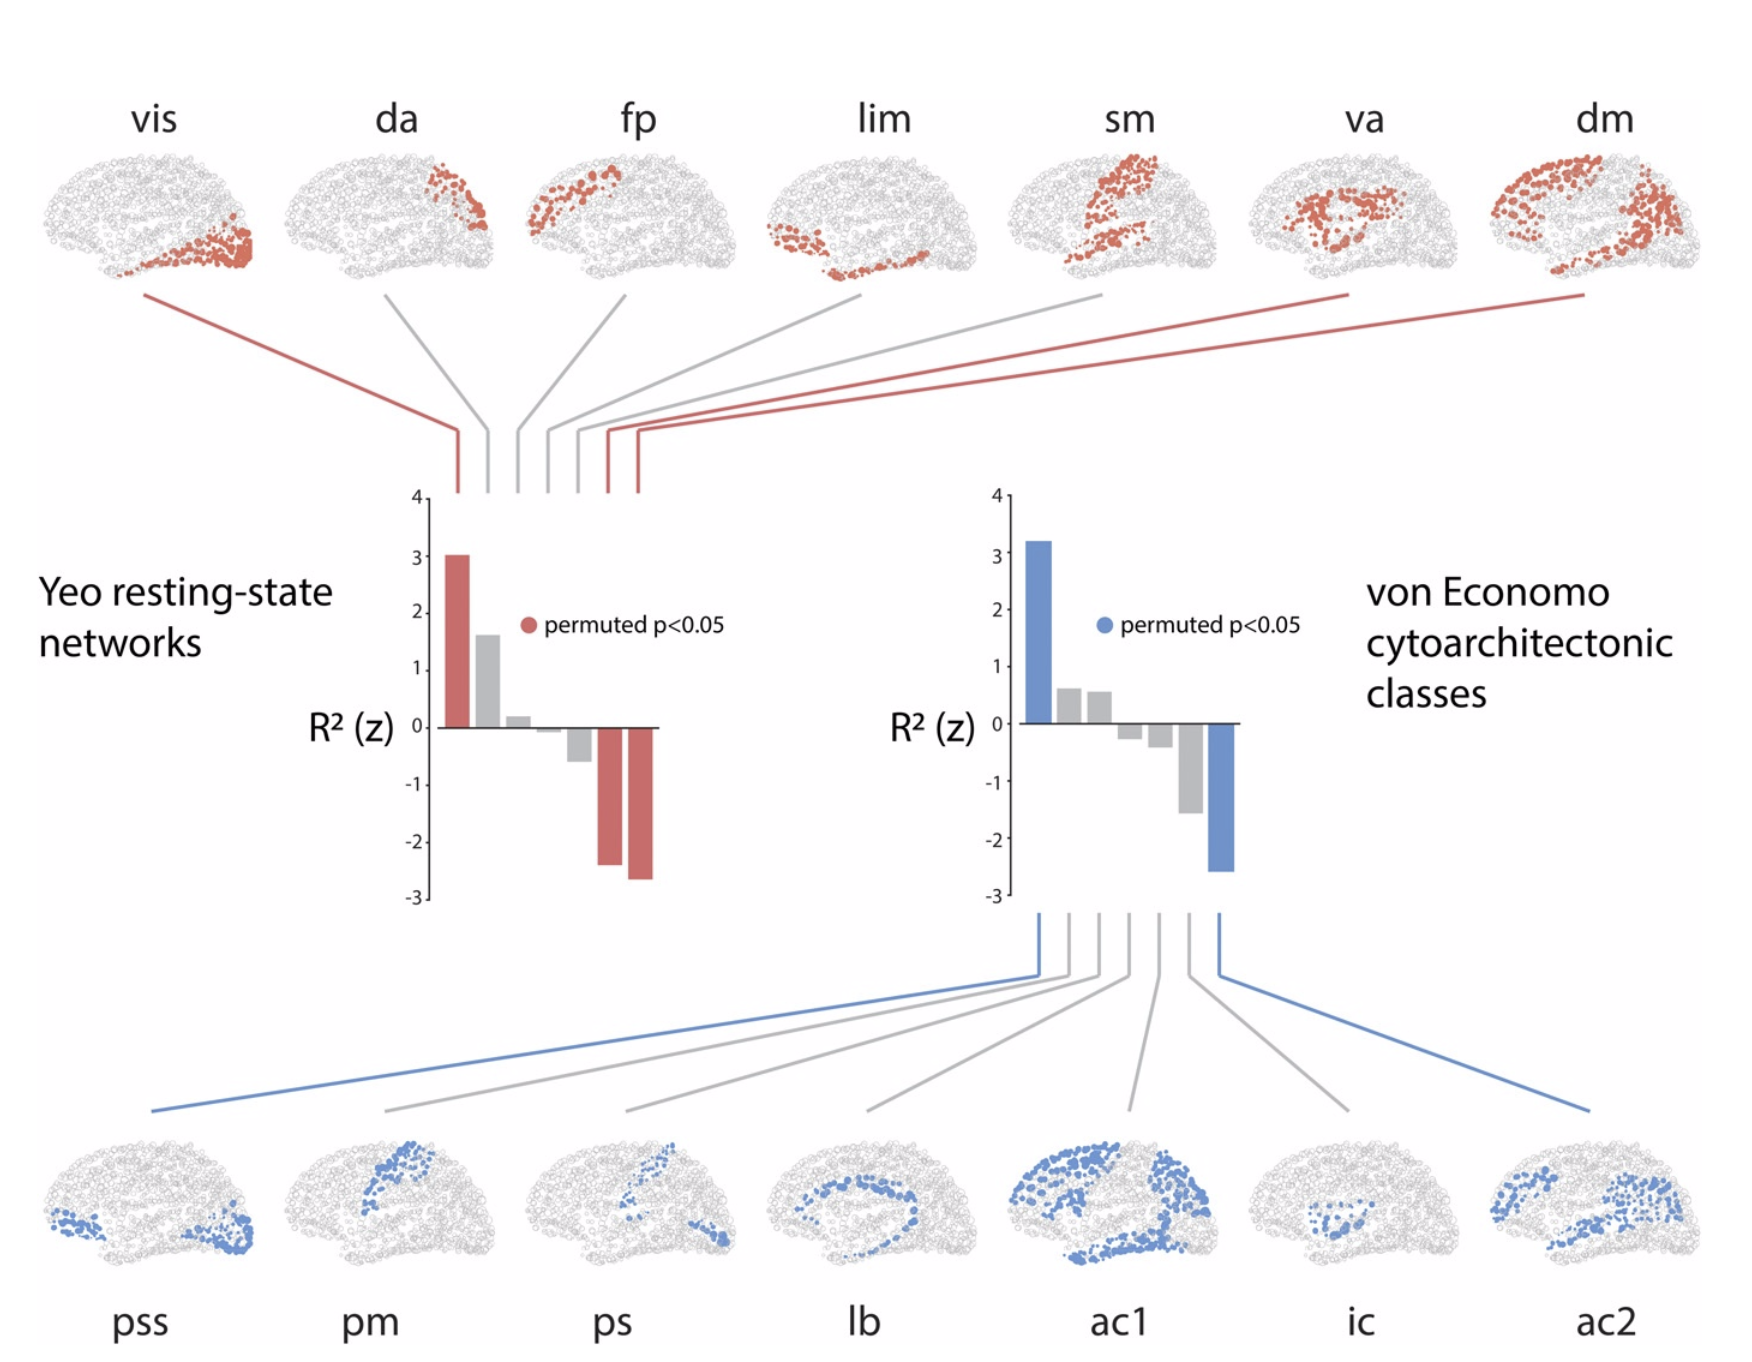 vis da fp lim sm va dm
4
3
2
1
0
-1
-2
-3
Yeo resting-state
networks
R² (z)
permuted p<0.05
4
3
2
1
0
-1
-2
-3
R² (z)
permuted p<0.05
von Economo
cytoarchitectonic
classes
pss pm ps lb ac1 ic ac2